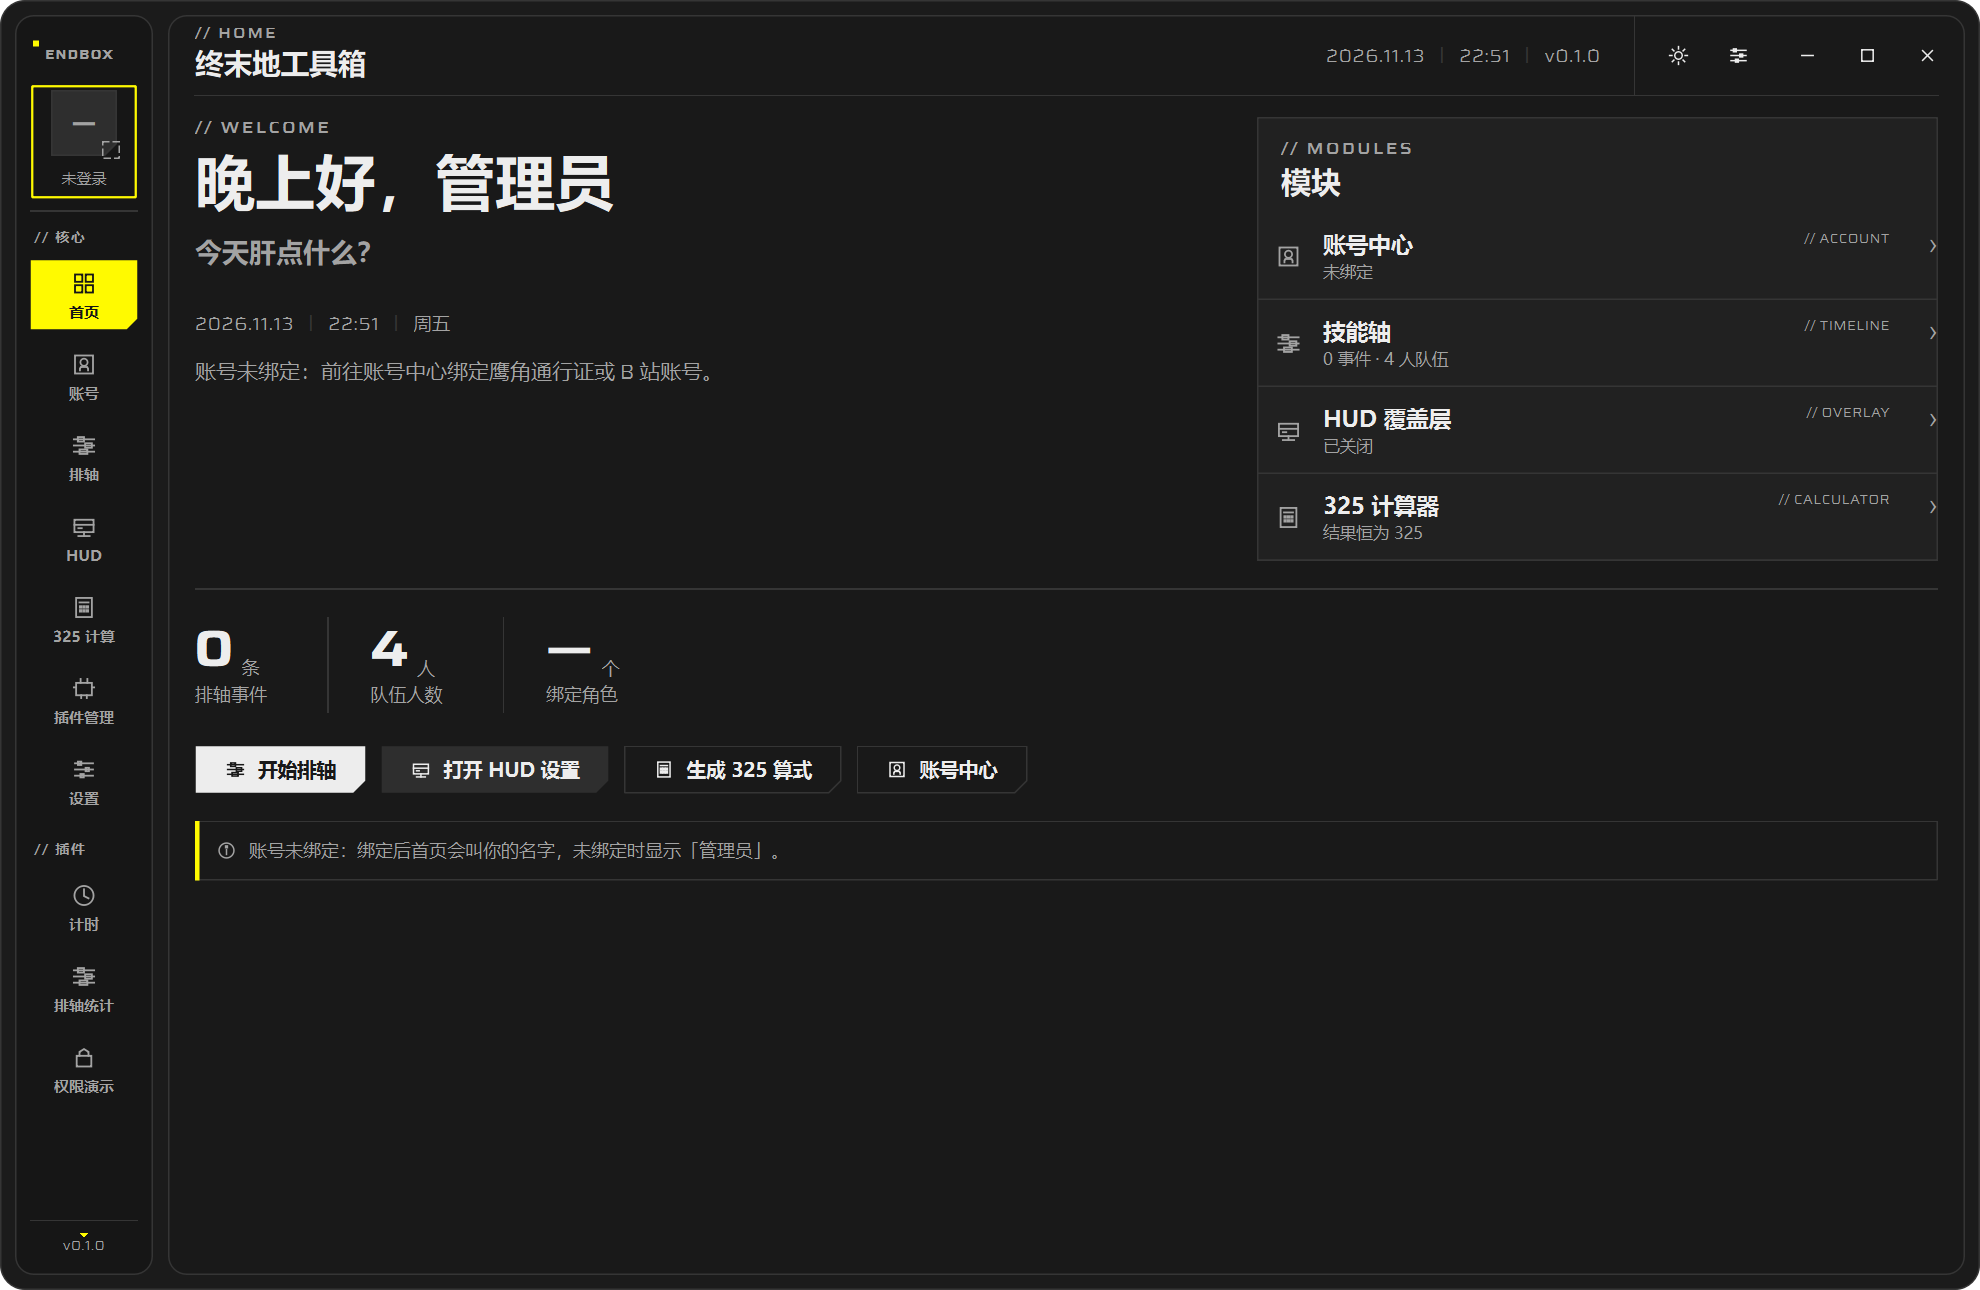 ENDBOX
未登录
// 核心
首页
账号
排轴
HUD
325 计算
插件管理
设置
// 插件
计时
排轴统计
权限演示
v0.1.0
// HOME
终末地工具箱
2026.11.13 | 22:51 | v0.1.0
// WELCOME
晚上好，管理员
今天肝点什么？
2026.11.13 | 22:51 | 周五
账号未绑定：前往账号中心绑定鹰角通行证或 B 站账号。
// MODULES
模块
账号中心
// ACCOUNT
未绑定
技能轴
// TIMELINE
0 事件 · 4 人队伍
HUD 覆盖层
// OVERLAY
已关闭
325 计算器
// CALCULATOR
结果恒为 325
0 条
排轴事件
4 人
队伍人数
— 个
绑定角色
开始排轴
打开 HUD 设置
生成 325 算式
账号中心
账号未绑定：绑定后首页会叫你的名字，未绑定时显示「管理员」。